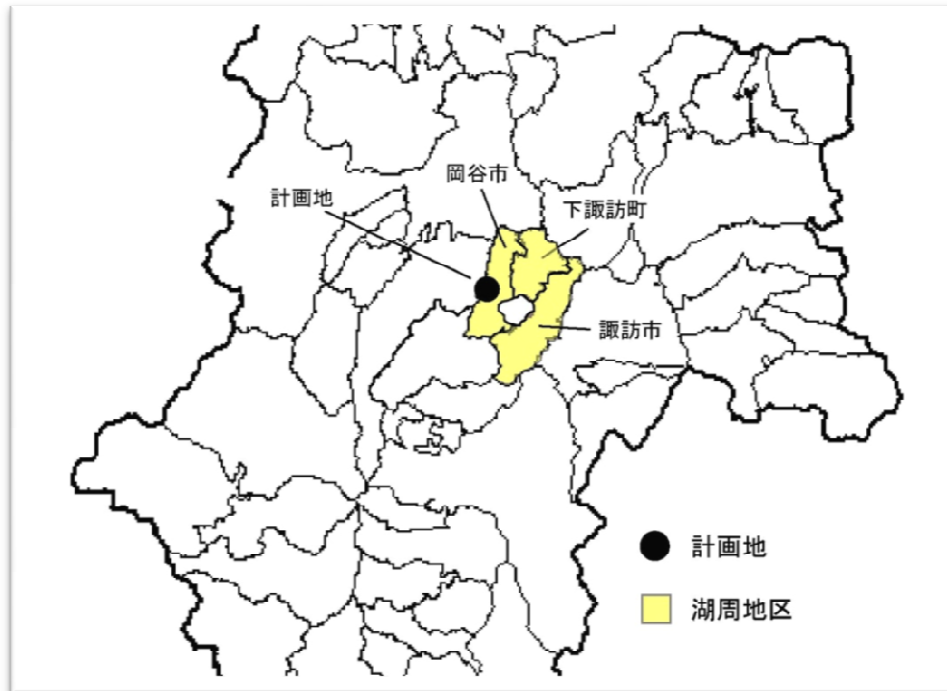 岡谷市
計画地
下諏訪町
諏訪市
計画地
湖周地区